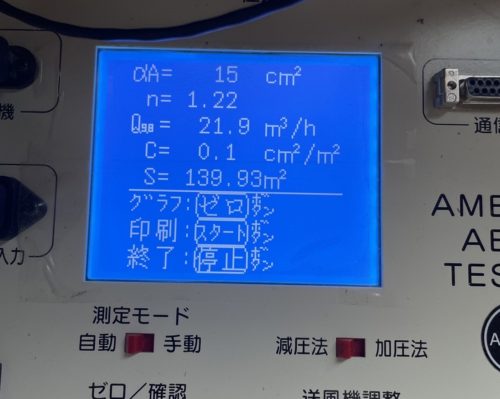 αA= 15 cm²
n= 1.22
Q9.8= 21.9 m³/h
C= 0.1 cm²/m²
S= 139.93m²
グラフ:ゼロボタン
印刷:スタートボタン
終了:停止ボタン
機
入力
通信
AME
AE
TES
測定モード
自動 手動
減圧法 加圧法
ゼロ/確認
送風機調整